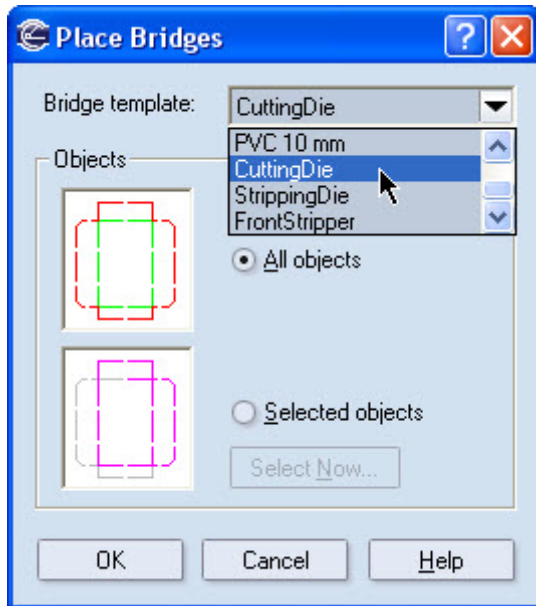 Place Bridges
Bridge template: CuttingDie
PVC 10 mm
CuttingDie
StrippingDie
FrontStripper
Objects
All objects
Selected objects
Select Now...
OK Cancel Help